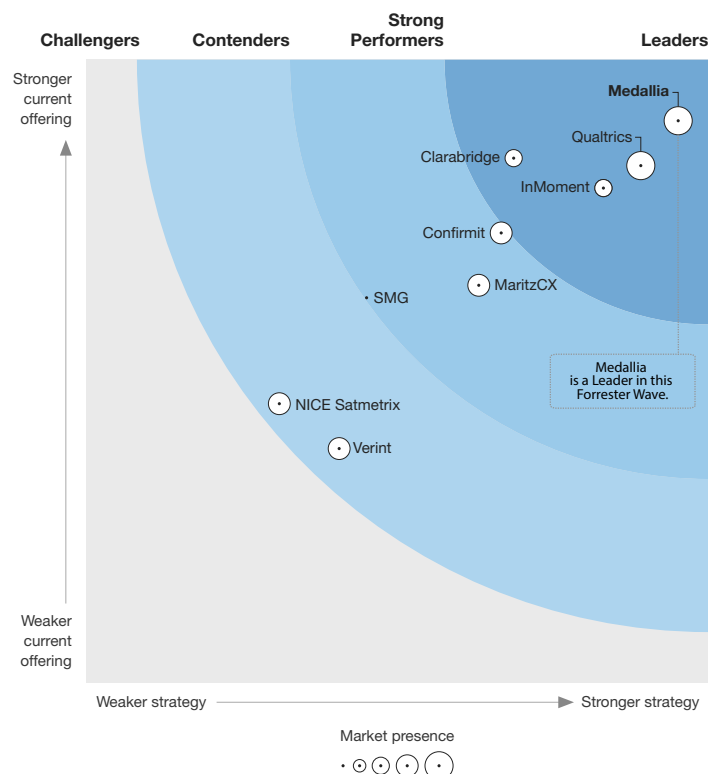 Challengers
Contenders
Strong
Performers
Leaders
Stronger
current
offering
Medallia
Qualtrics
Clarabridge
InMoment
Confirmit
MaritzCX
SMG
Medallia
is a Leader in this
Forrester Wave.
NICE Satmetrix
Verint
Weaker
current
offering
Weaker strategy
Stronger strategy
Market presence